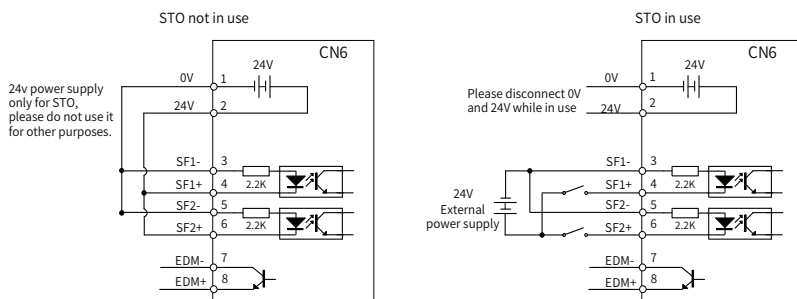 STO not in use
CN6
24V
0V 1
24V 2
24v power supply
only for STO,
please do not use it
for other purposes.
SF1- 3
SF1+ 4
2.2K
SF2- 5
SF2+ 6
2.2K
EDM- 7
EDM+ 8
STO in use
CN6
24V
0V 1
Please disconnect 0V
and 24V while in use
24V 2
SF1- 3
SF1+ 4
2.2K
24V
External
power supply
SF2- 5
SF2+ 6
2.2K
EDM- 7
EDM+ 8